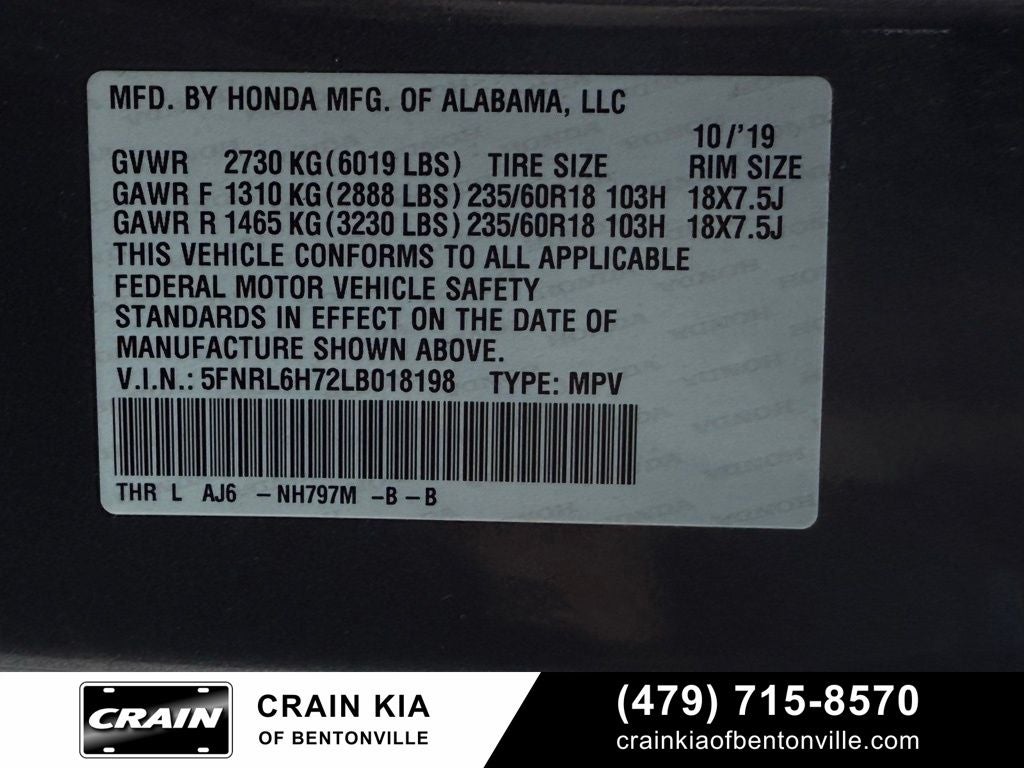 MFD. BY HONDA MFG. OF ALABAMA, LLC
10/'19
GVWR 2730 KG(6019 LBS) TIRE SIZE RIM SIZE
GAWR F 1310 KG(2888 LBS) 235/60R18 103H 18X7.5J
GAWR R 1465 KG(3230 LBS) 235/60R18 103H 18X7.5J
THIS VEHICLE CONFORMS TO ALL APPLICABLE
FEDERAL MOTOR VEHICLE SAFETY
STANDARDS IN EFFECT ON THE DATE OF
MANUFACTURE SHOWN ABOVE.
V.I.N.: 5FNRL6H72LB018198 TYPE: MPV
THR L AJ6 -NH797M -B-B
CRAIN
CRAIN KIA
OF BENTONVILLE
(479) 715-8570
crainkiaofbentonville.com